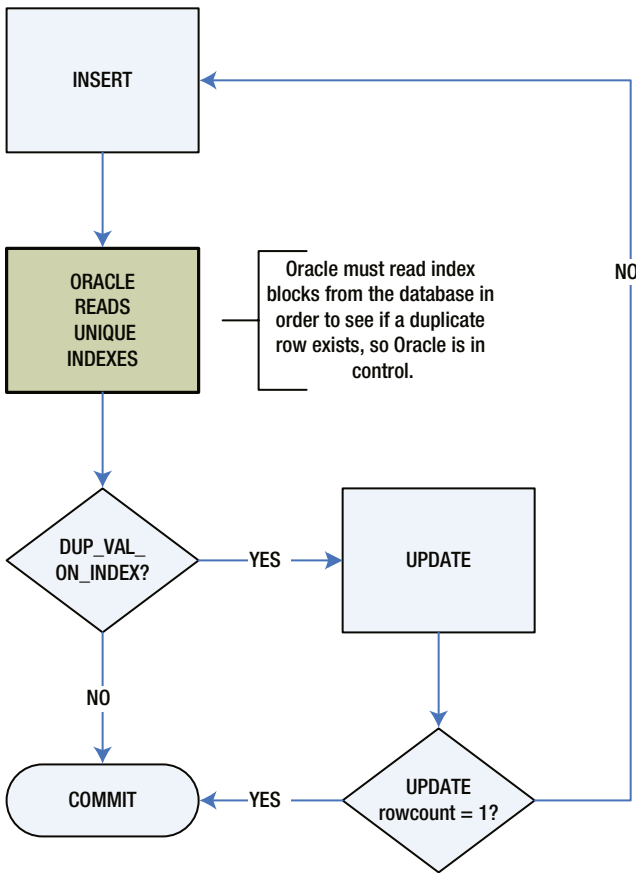 INSERT
ORACLE
READS
UNIQUE
INDEXES
Oracle must read index
blocks from the database in
order to see if a duplicate
row exists, so Oracle is in
control.
NO
DUP_VAL_
ON_INDEX?
YES
UPDATE
NO
COMMIT
YES
UPDATE
rowcount = 1?